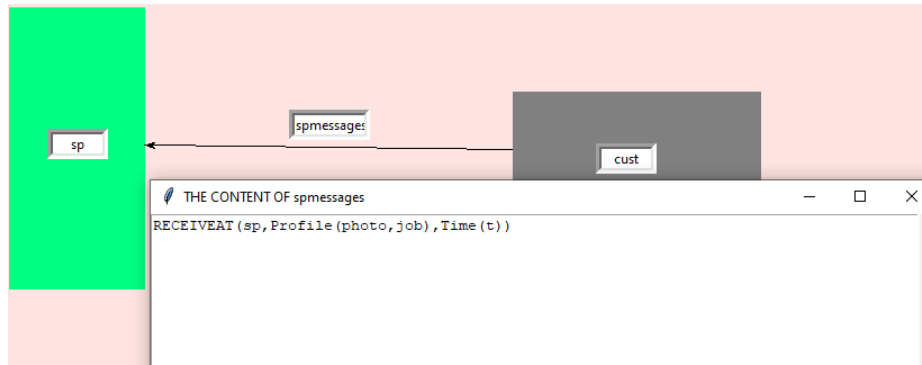 spmessages
sp
cust
THE CONTENT OF spmessages
RECEIVEAT(sp,Profile(photo,job),Time(t))